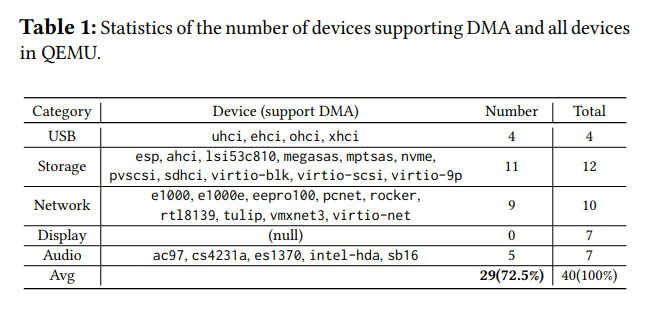 Table 1: Statistics of the number of devices supporting DMA and all devices
in QEMU.
Category Device (support DMA) Number Total
USB uhci, ehci, ohci, xhci 4 4
Storage esp, ahci, lsi53c810, megasas, mptsas, nvme,
pvscsi, sdhci, virtio-blk, virtio-scsi, virtio-9p 11 12
Network e1000, e1000e, eepro100, pcnet, rocker,
rtl8139, tulip, vmxnet3, virtio-net 9 10
Display (null) 0 7
Audio ac97, cs4231a, es1370, intel-hda, sb16 5 7
Avg 29(72.5%) 40(100%)